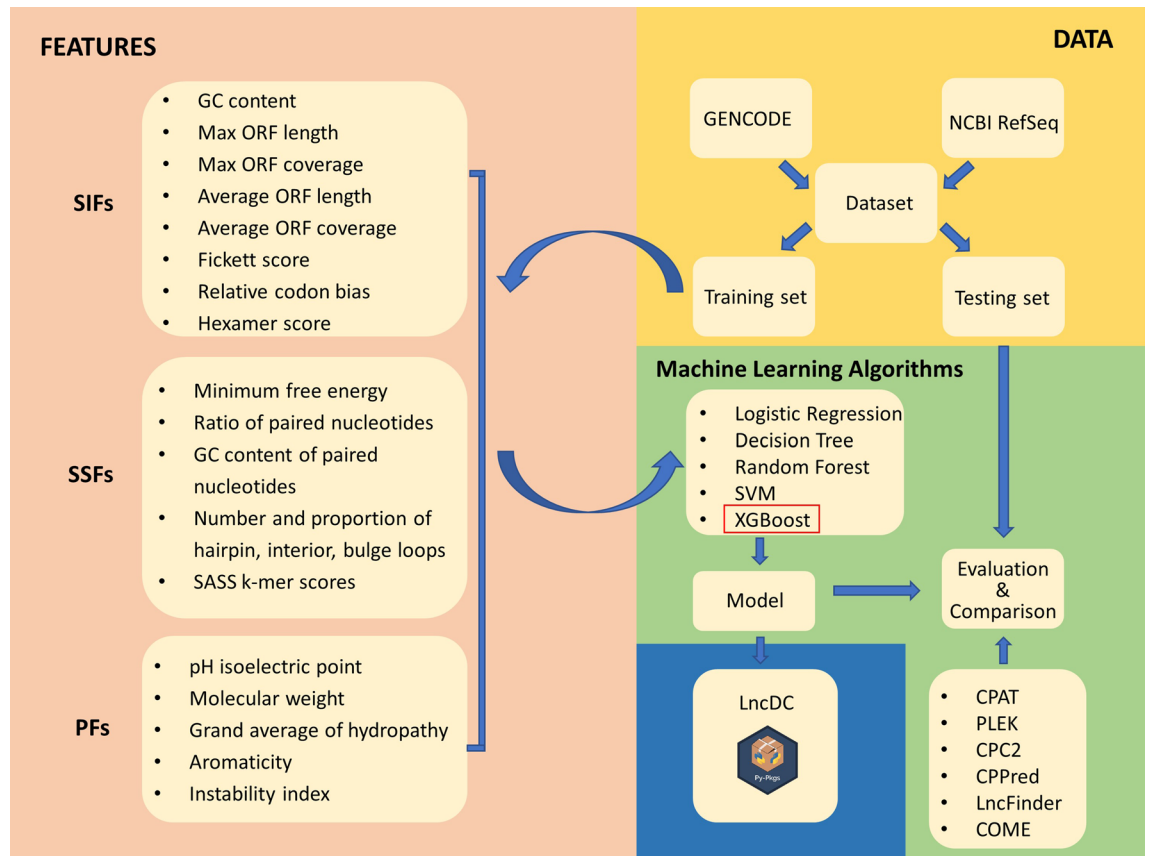 FEATURES
SIFs
• GC content
• Max ORF length
• Max ORF coverage
• Average ORF length
• Average ORF coverage
• Fickett score
• Relative codon bias
• Hexamer score
SSFs
• Minimum free energy
• Ratio of paired nucleotides
• GC content of paired
nucleotides
• Number and proportion of
hairpin, interior, bulge loops
• SASS k-mer scores
PFs
• pH isoelectric point
• Molecular weight
• Grand average of hydropathy
• Aromaticity
• Instability index
DATA
GENCODE
NCBI RefSeq
Dataset
Training set
Testing set
Machine Learning Algorithms
• Logistic Regression
• Decision Tree
• Random Forest
• SVM
• XGBoost
Model
Evaluation
&
Comparison
LncDC
Py-Pkgs
• CPAT
• PLEK
• CPC2
• CPPred
• LncFinder
• COME